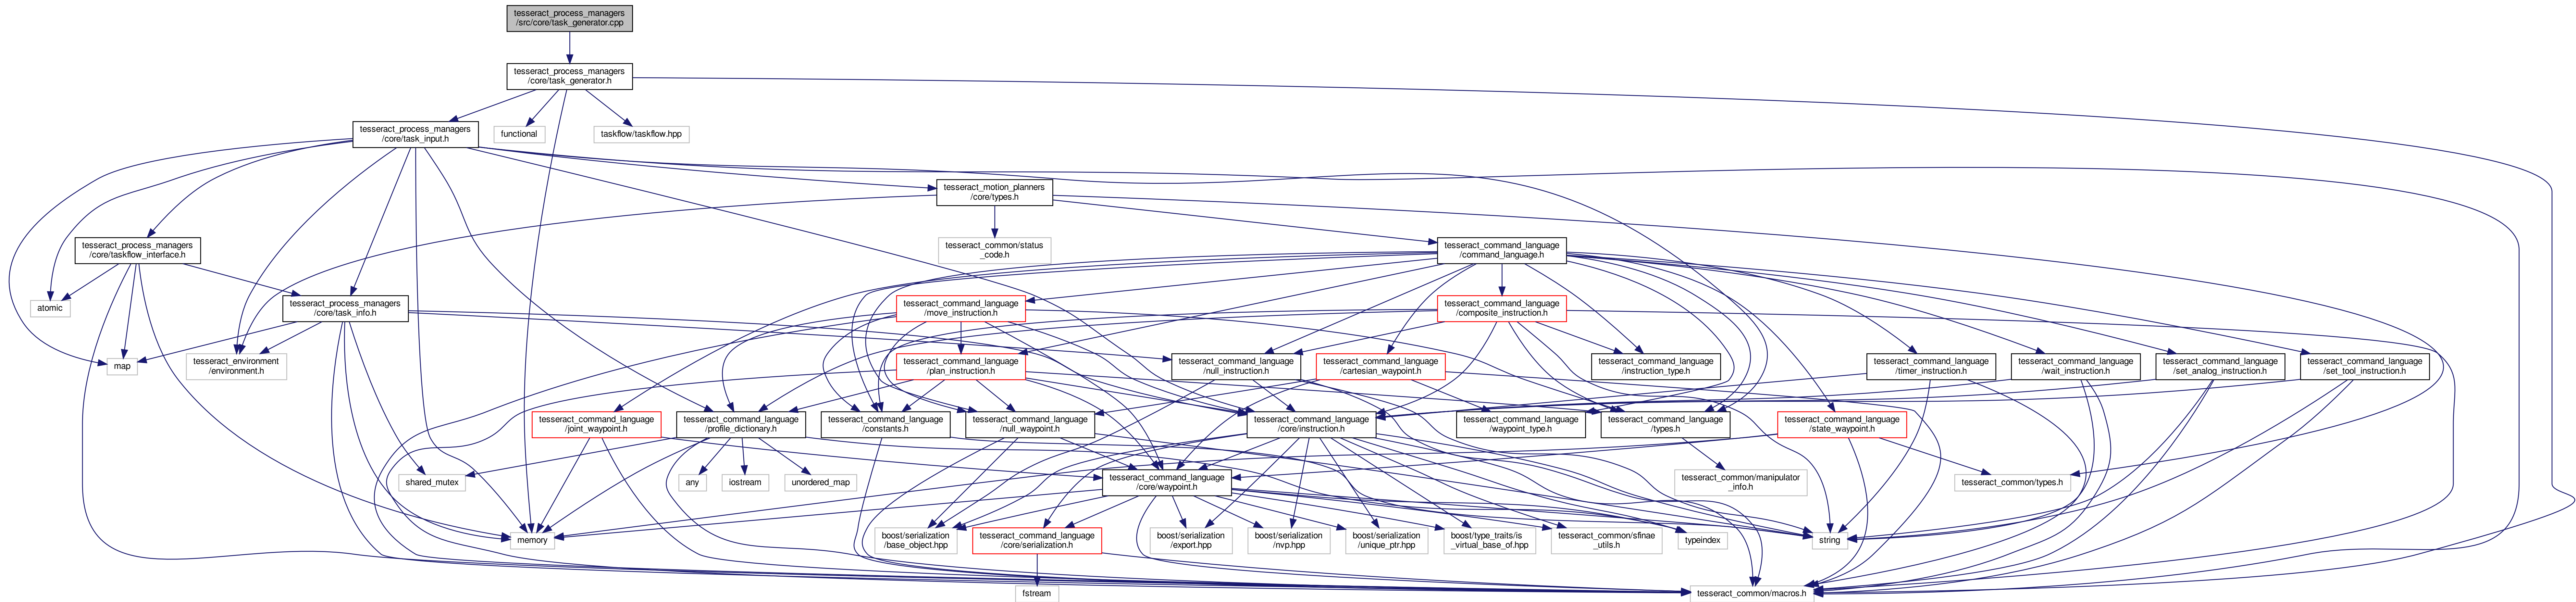 tesseract_process_managers
/src/core/task_generator.cpp
tesseract_process_managers
/core/task_generator.h
tesseract_process_managers
/core/task_input.h
functional
taskflow/taskflow.hpp
tesseract_motion_planners
/core/types.h
tesseract_process_managers
/core/taskflow_interface.h
tesseract_common/status
_code.h
tesseract_command_language
/command_language.h
atomic
tesseract_process_managers
/core/task_info.h
tesseract_command_language
/move_instruction.h
tesseract_command_language
/composite_instruction.h
map
tesseract_environment
/environment.h
tesseract_command_language
/plan_instruction.h
tesseract_command_language
/null_instruction.h
tesseract_command_language
/cartesian_waypoint.h
tesseract_command_language
/instruction_type.h
tesseract_command_language
/timer_instruction.h
tesseract_command_language
/wait_instruction.h
tesseract_command_language
/set_analog_instruction.h
tesseract_command_language
/set_tool_instruction.h
tesseract_command_language
/joint_waypoint.h
tesseract_command_language
/profile_dictionary.h
tesseract_command_language
/constants.h
tesseract_command_language
/null_waypoint.h
tesseract_command_language
/core/instruction.h
tesseract_command_language
/waypoint_type.h
tesseract_command_language
/types.h
tesseract_command_language
/state_waypoint.h
shared_mutex
any
iostream
unordered_map
tesseract_command_language
/core/waypoint.h
tesseract_common/manipulator
_info.h
tesseract_common/types.h
memory
boost/serialization
/base_object.hpp
tesseract_command_language
/core/serialization.h
boost/serialization
/export.hpp
boost/serialization
/nvp.hpp
boost/serialization
/unique_ptr.hpp
boost/type_traits/is
_virtual_base_of.hpp
tesseract_common/sfinae
_utils.h
typeindex
string
fstream
tesseract_common/macros.h